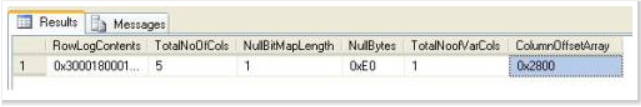 Results Messages
RowLogContents TotalNoOfCols NullBitMapLength NullBytes TotalNoofVarCols ColumnOffsetArray
1 0x3000180001... 5 1 0xE0 1 0x2800